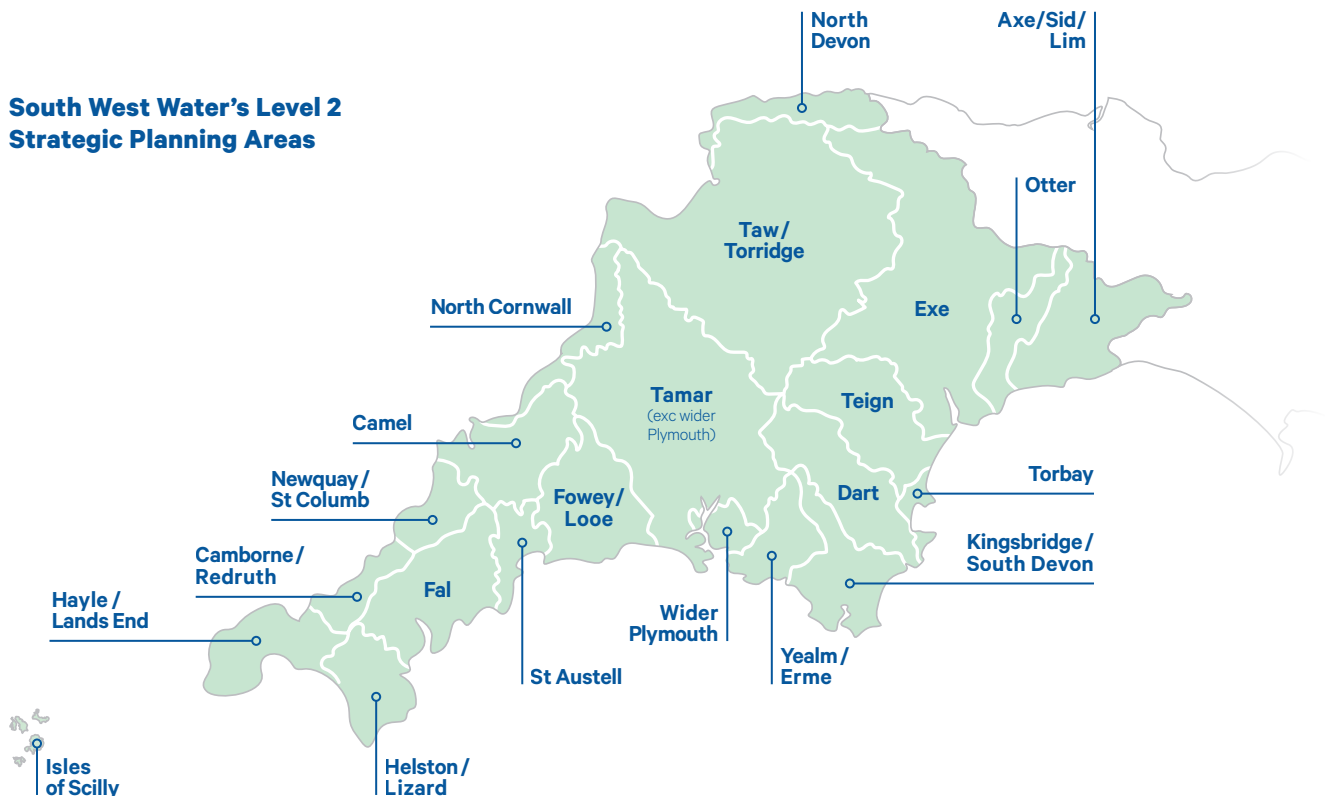 South West Water’s Level 2
Strategic Planning Areas
North
Devon
Axe/Sid/
Lim
Otter
Taw/
Torridge
North Cornwall
Exe
Tamar
(exc wider
Plymouth)
Teign
Camel
Newquay/
St Columb
Fowey/
Looe
Dart
Torbay
Kingsbridge/
South Devon
Camborne/
Redruth
Fal
Hayle /
Lands End
Wider
Plymouth
Yealm/
Erme
St Austell
Isles
of Scilly
Helston/
Lizard